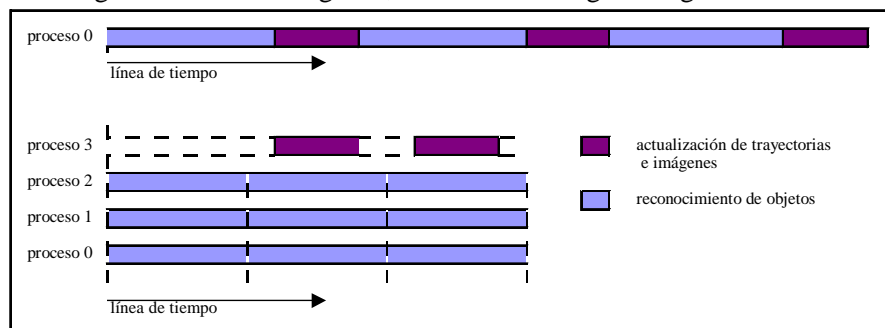 proceso 0
línea de tiempo
proceso 3
actualización de trayectorias
e imágenes
proceso 2
reconocimiento de objetos
proceso 1
proceso 0
línea de tiempo